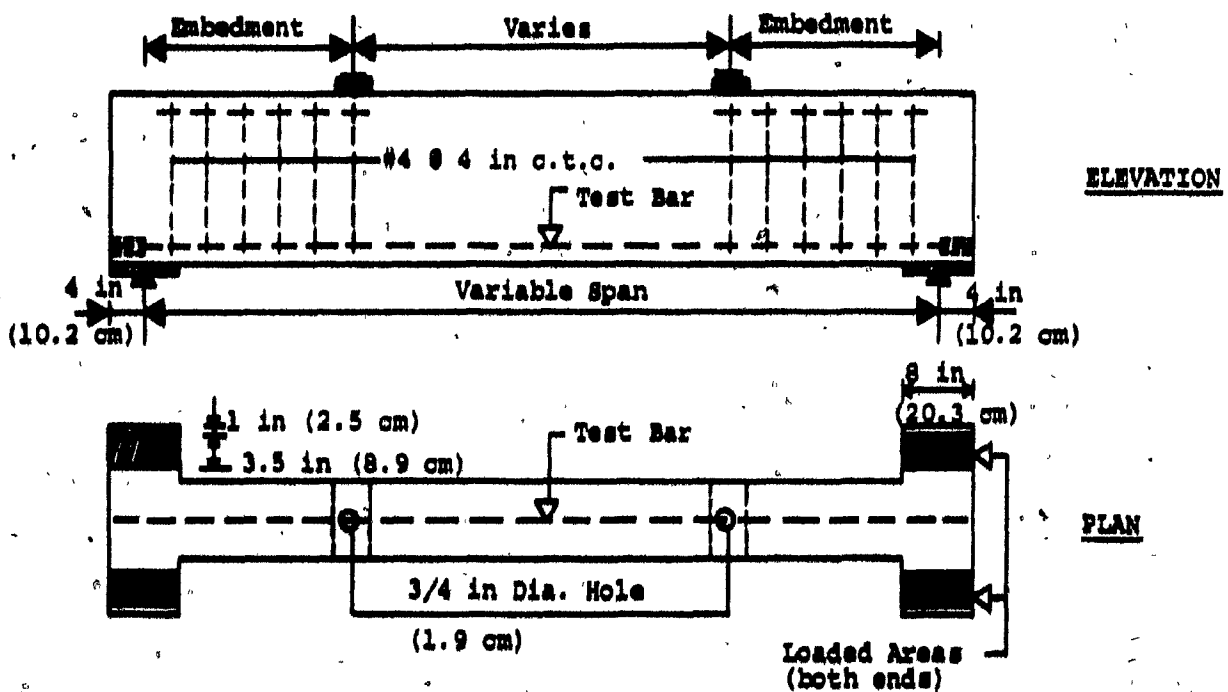 Embedment Varies Embedment
#4 @ 4 in c.t.c.
Test Bar
ELEVATION
4 in
(10.2 cm)
Variable Span
4 in
(10.2 cm)
8 in
(20.3 cm)
1 in (2.5 cm)
3.5 in (8.9 cm)
Test Bar
PLAN
3/4 in Dia. Hole
(1.9 cm)
Loaded Areas
(both ends)